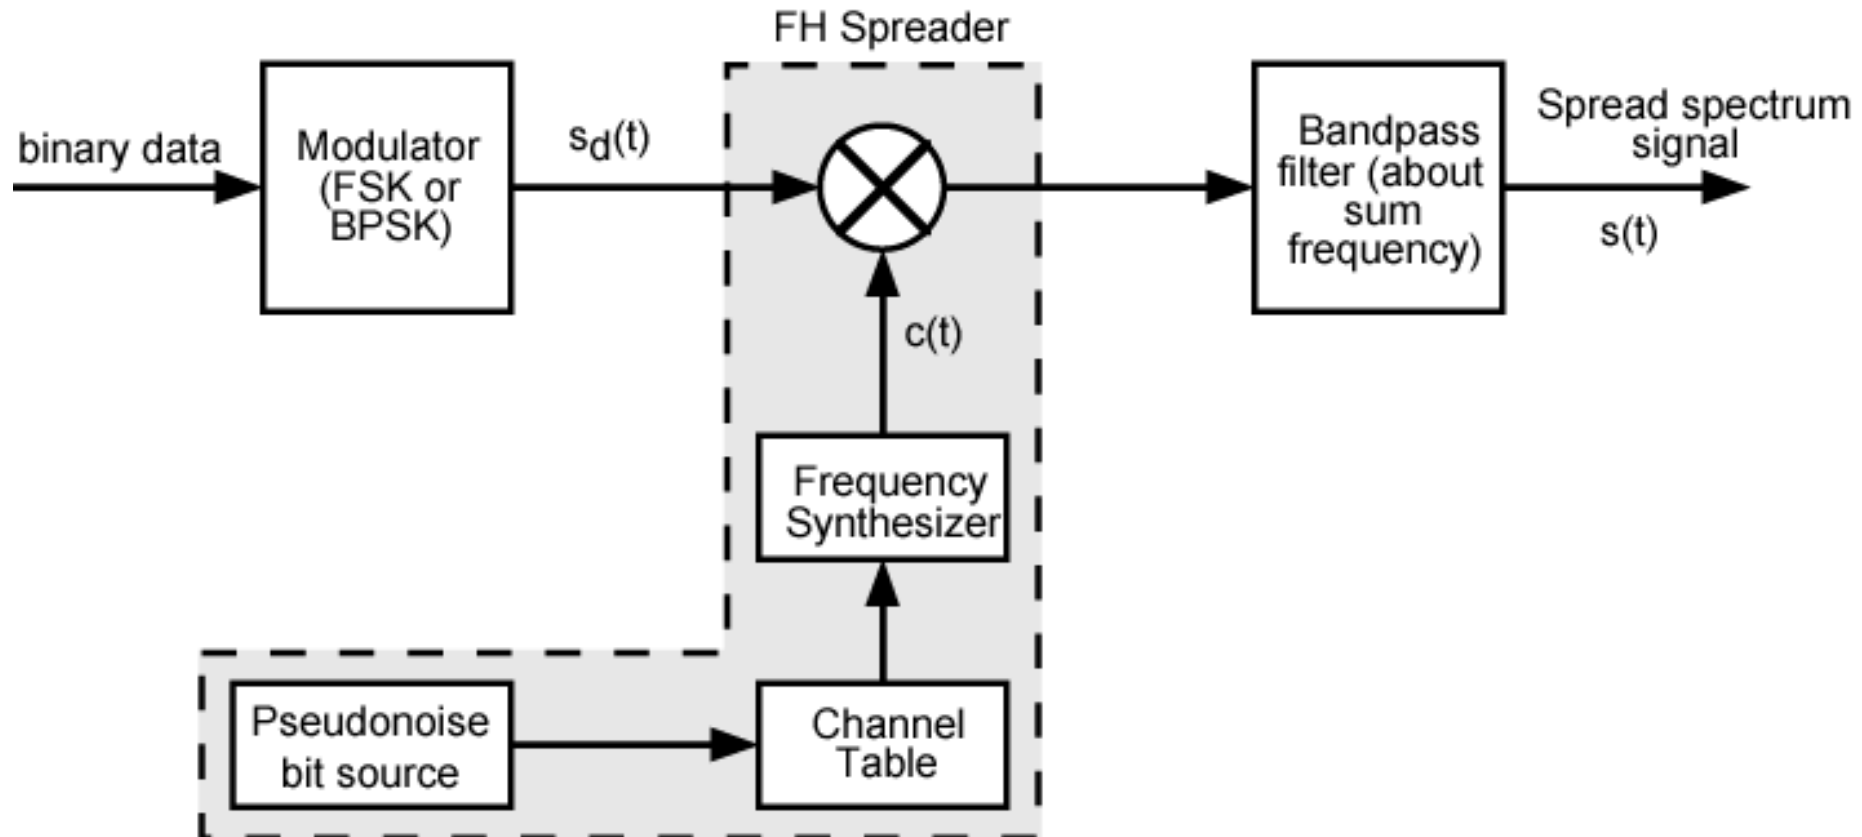 FH Spreader
binary data
Modulator
(FSK or
BPSK)
s_d(t)
Bandpass
filter (about
sum
frequency)
Spread spectrum
signal
s(t)
c(t)
Frequency
Synthesizer
Pseudonoise
bit source
Channel
Table